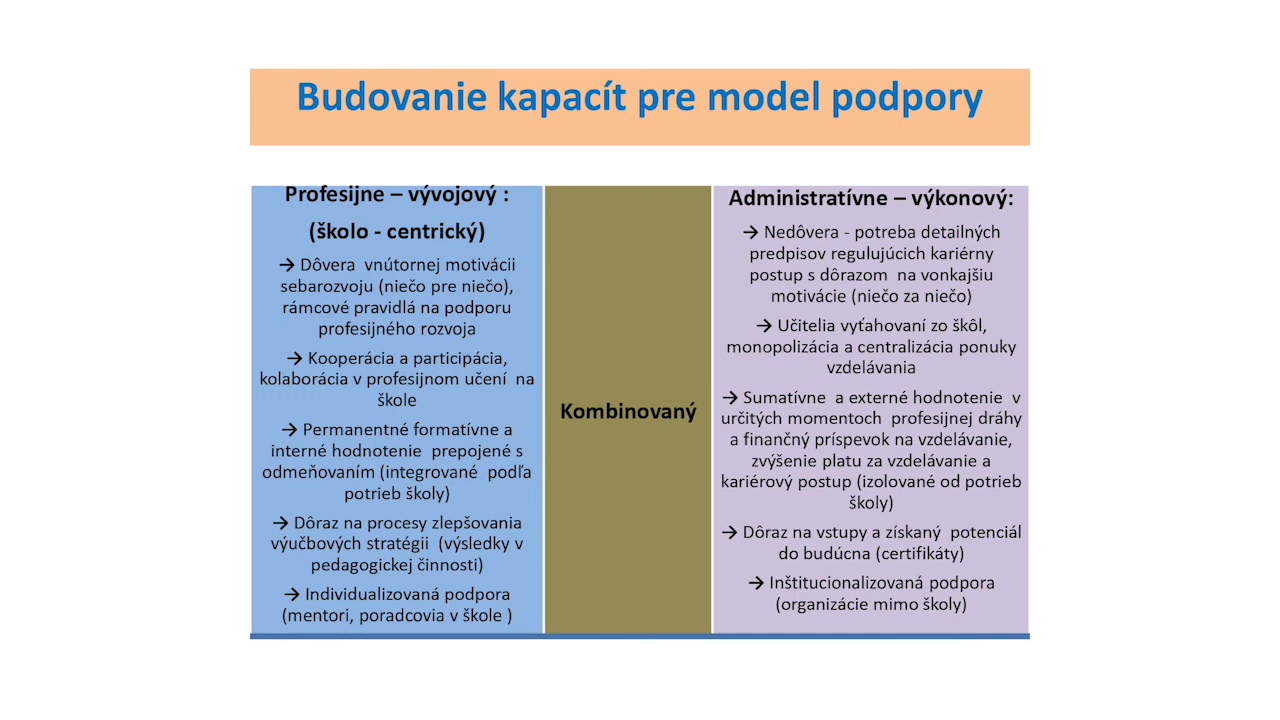 Budovanie kapacít pre model podpory
Profesijne – vývojový :
(školo - centrický)
→ Dôvera vnútornej motivácii
sebarozvoju (niečo pre niečo),
rámcové pravidlá na podporu
profesijného rozvoja
→ Kooperácia a participácia,
kolaborácia v profesijnom učení na
škole
→ Permanentné formatívne a
interné hodnotenie prepojené s
odmeňovaním (integrované podľa
potrieb školy)
→ Dôraz na procesy zlepšovania
výučbových stratégii (výsledky v
pedagogickej činnosti)
→ Individualizovaná podpora
(mentori, poradcovia v škole )
Kombinovaný
Administratívne – výkonový:
→ Nedôvera - potreba detailných
predpisov regulujúcich kariérny
postup s dôrazom na vonkajšiu
motivácie (niečo za niečo)
→ Učitelia vyťahovaní zo škôl,
monopolizácia a centralizácia ponuky
vzdelávania
→ Sumatívne a externé hodnotenie v
určitých momentoch profesijnej dráhy
a finančný príspevok na vzdelávanie,
zvýšenie platu za vzdelávanie a
kariérový postup (izolované od potrieb
školy)
→ Dôraz na vstupy a získaný potenciál
do budúcna (certifikáty)
→ Inštitucionalizovaná podpora
(organizácie mimo školy)